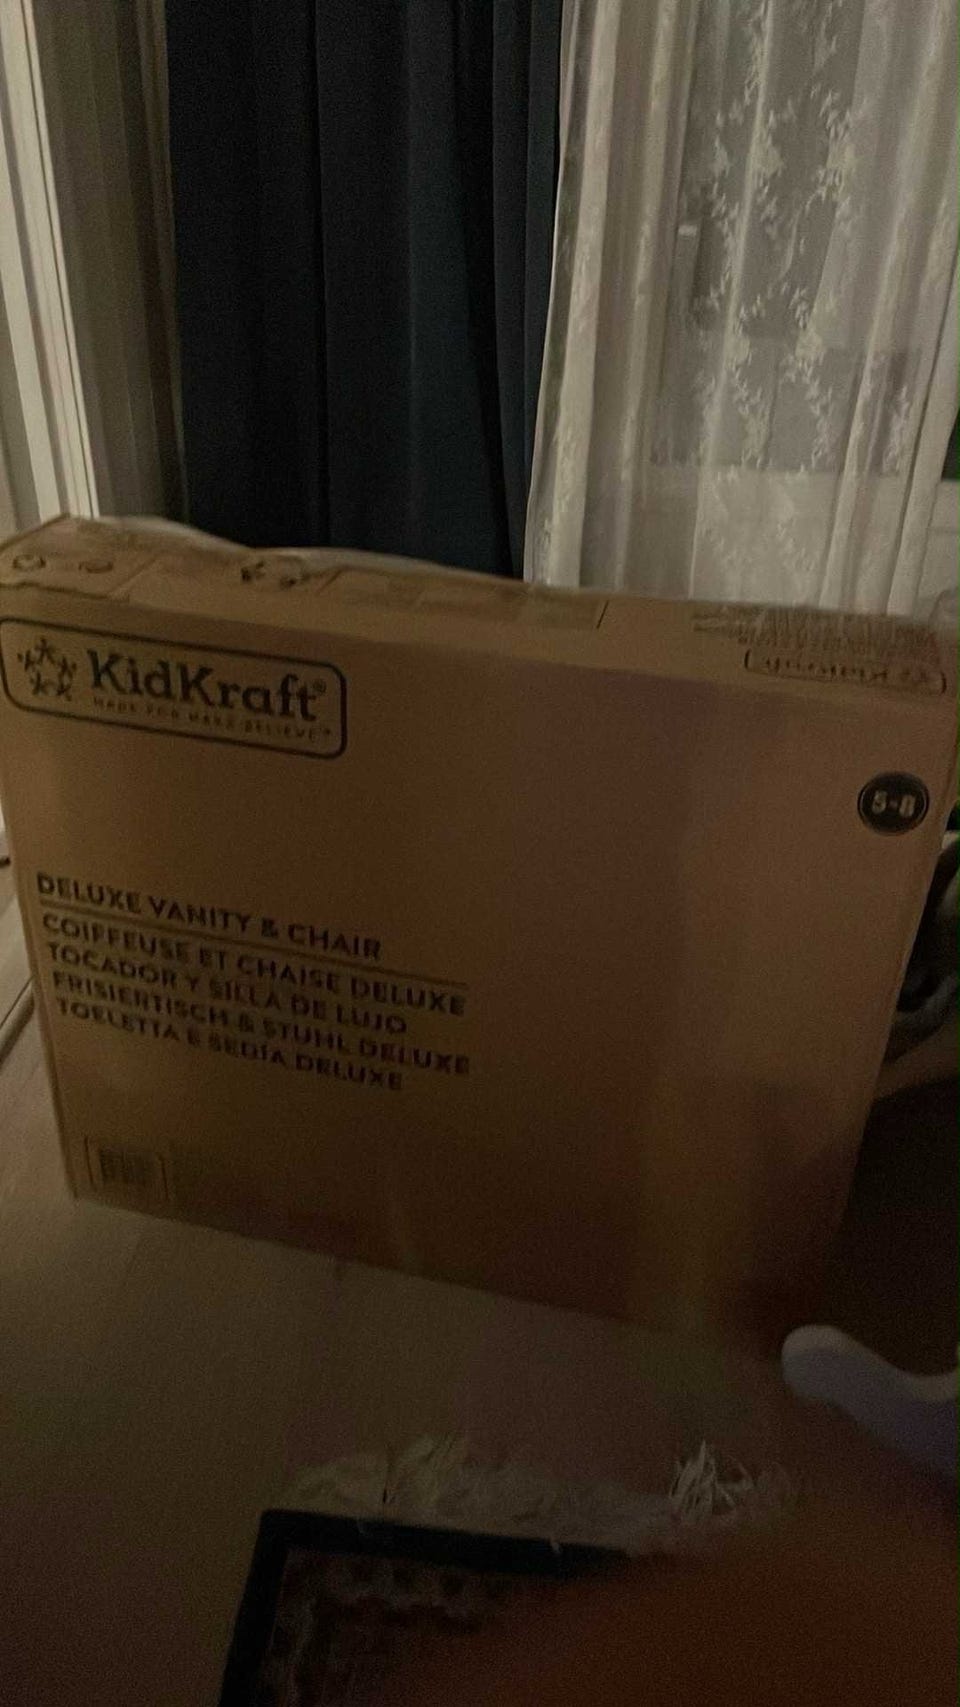 KidKraft®
MADE FOR MAKE-BELIEVE™
5-8
DELUXE VANITY & CHAIR
COIFFEUSE ET CHAISE DELUXE
TOCADOR Y SILLA DE LUJO
FRISIERTISCH & STUHL DELUXE
TOELETTA E SEDIA DELUXE